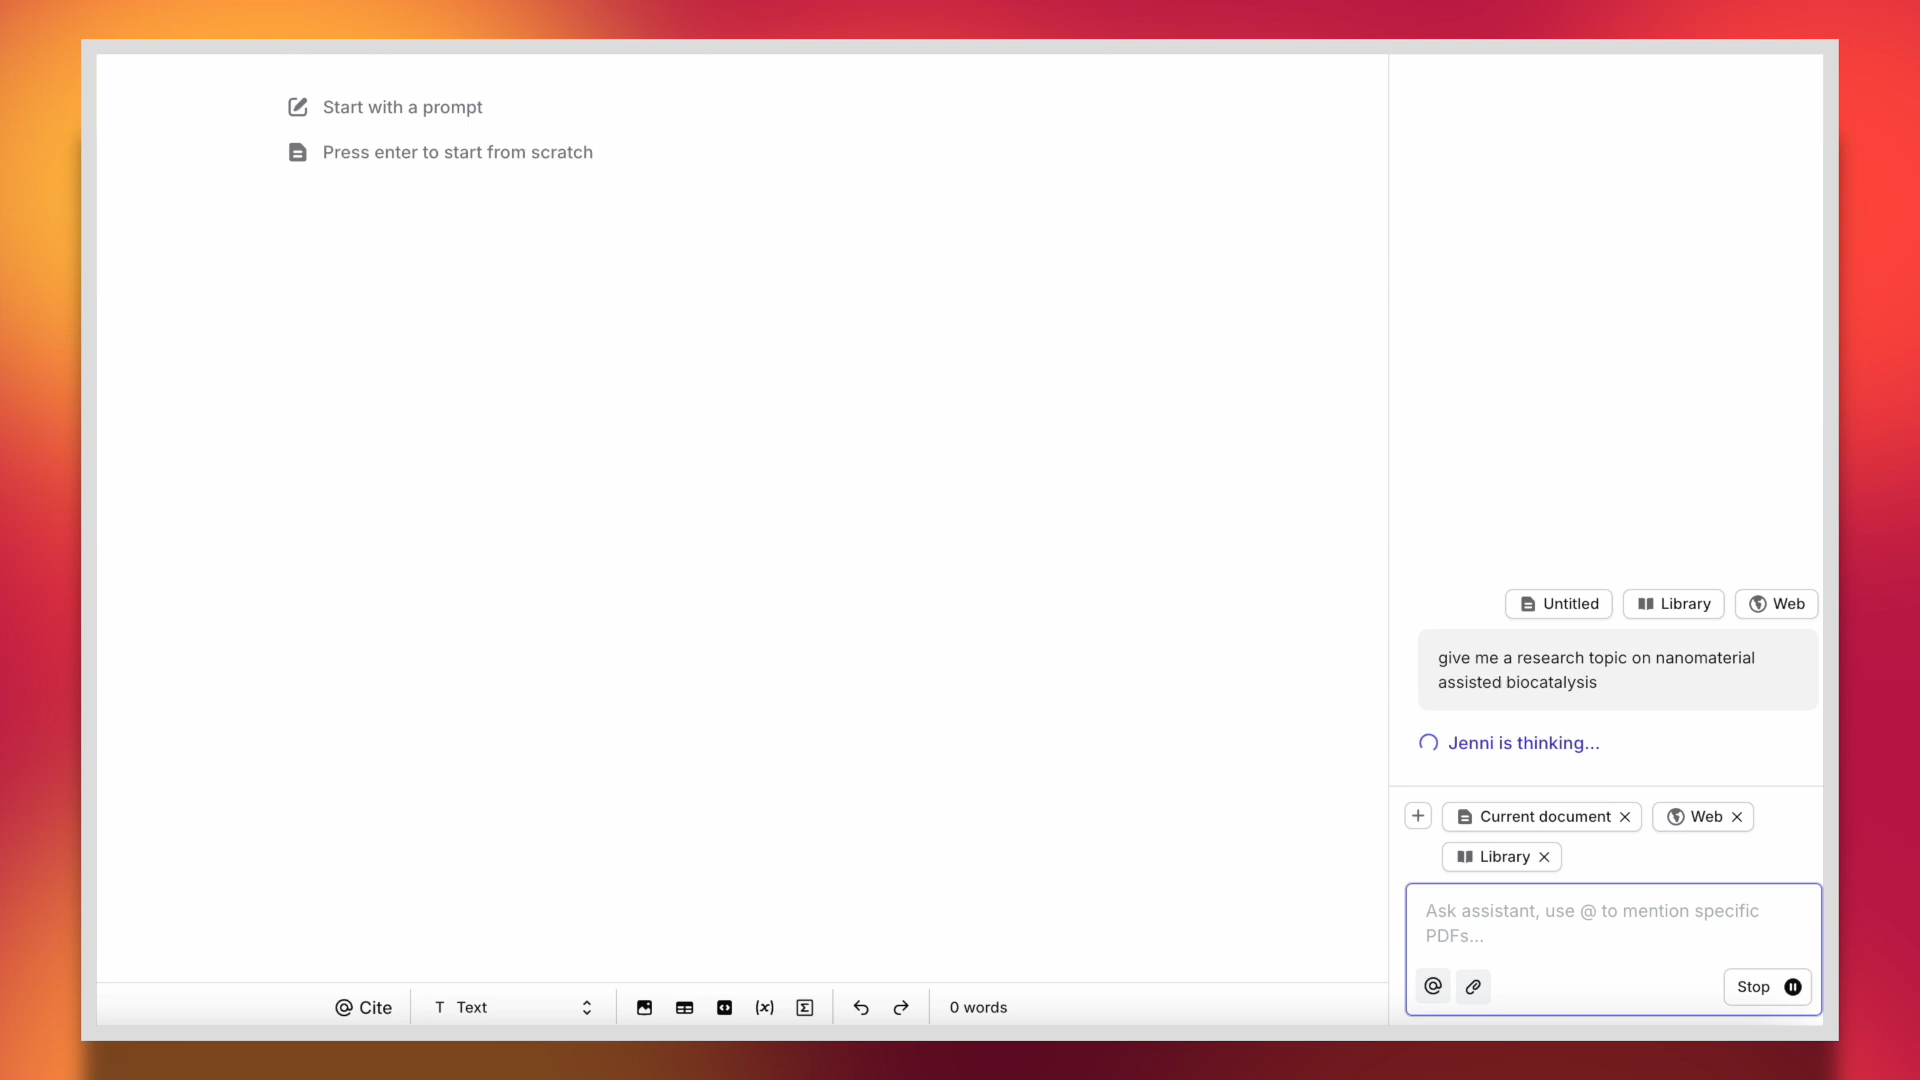 Start with a prompt
Press enter to start from scratch
Untitled
Library
Web
give me a research topic on nanomaterial
assisted biocatalysis
Jenni is thinking...
Current document
Web
Library
Ask assistant, use @ to mention specific
PDFs...
@
Stop
@ Cite
T Text
(x)
Σ
0 words